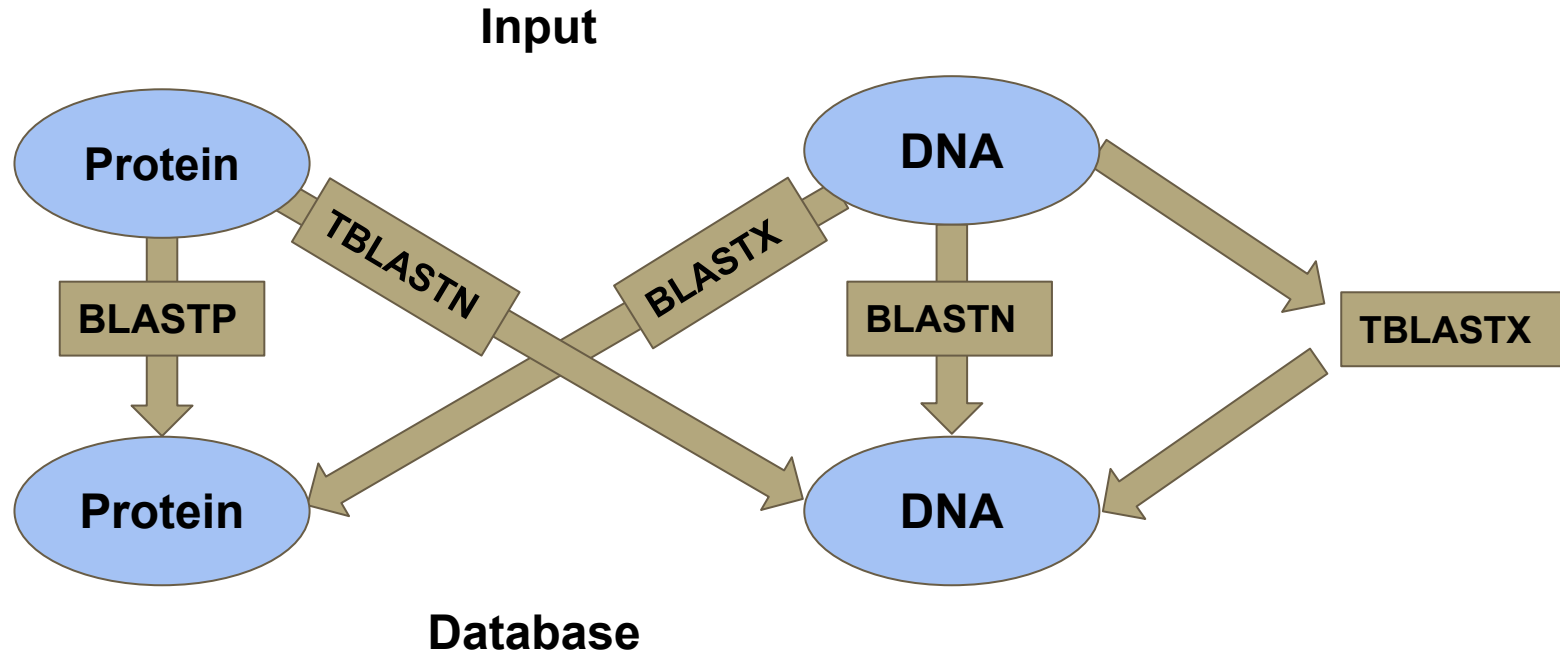 Input
Protein
DNA
TBLASTN
BLASTX
BLASTP
BLASTN
TBLASTX
Protein
DNA
Database